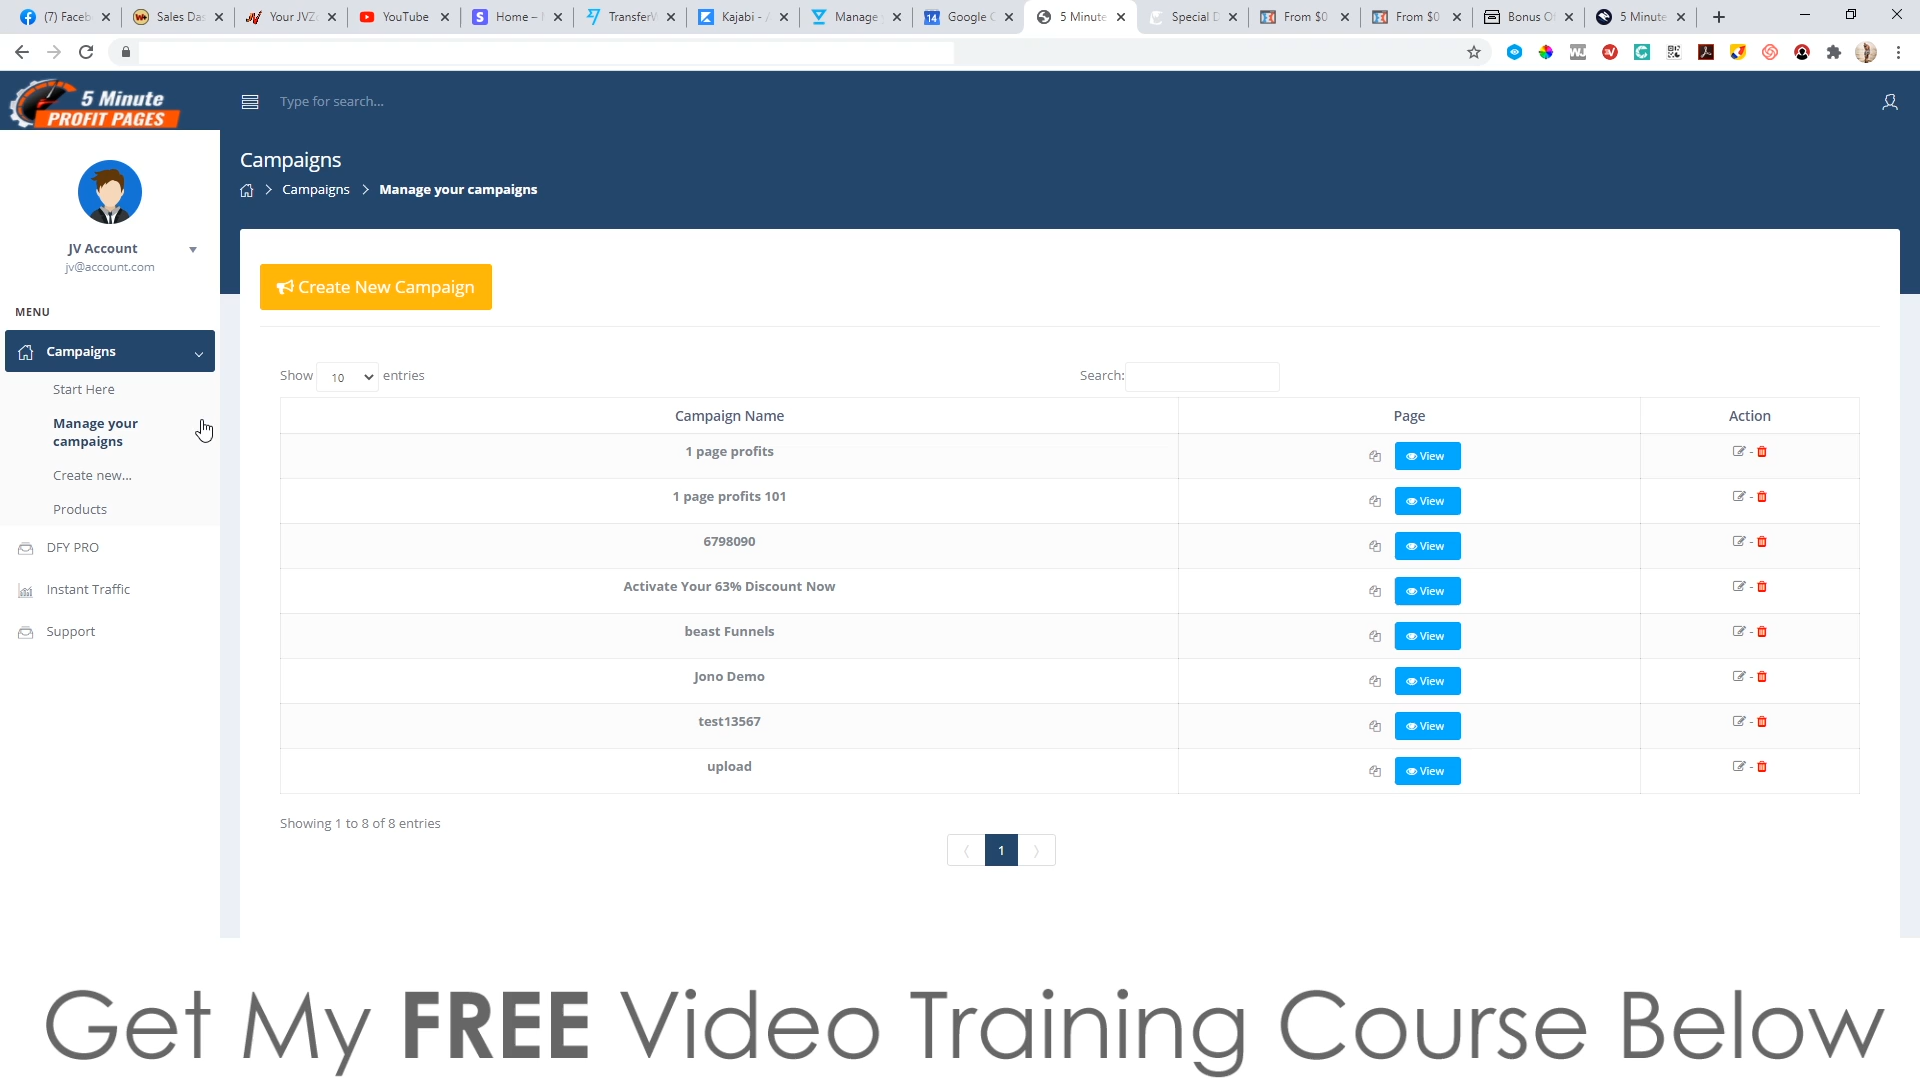 (7) Faceb
Sales Das
Your JVZ
YouTube
Home –
TransferW
Kajabi -
Manage
Google C
5 Minute
Special D
From $0
From $0
Bonus O
5 Minute
5 Minute
PROFIT PAGES
Type for search...
Campaigns
Campaigns > Manage your campaigns
JV Account
jv@account.com
MENU
Campaigns
Start Here
Manage your
campaigns
Create new...
Products
DFY PRO
Instant Traffic
Support
Create New Campaign
Show 10 entries
Search:
Campaign Name Page Action
1 page profits View
1 page profits 101 View
6798090 View
Activate Your 63% Discount Now View
beast Funnels View
Jono Demo View
test13567 View
upload View
Showing 1 to 8 of 8 entries
1
Get My FREE Video Training Course Below